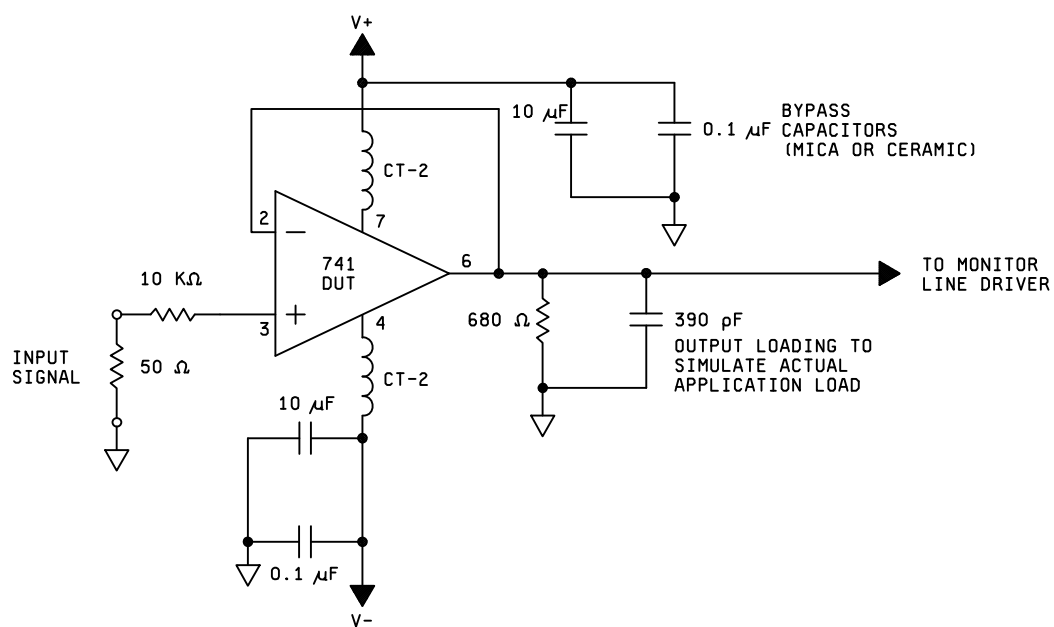 V+
10 µF
0.1 µF
BYPASS
CAPACITORS
(MICA OR CERAMIC)
CT-2
2
7
741
DUT
6
TO MONITOR
LINE DRIVER
10 KΩ
3
4
680 Ω
390 pF
OUTPUT LOADING TO
SIMULATE ACTUAL
APPLICATION LOAD
INPUT
SIGNAL
50 Ω
CT-2
10 µF
0.1 µF
V-